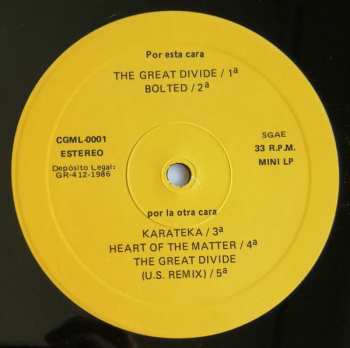 Por esta cara
THE GREAT DIVIDE / 1ª
BOLTED / 2ª
CGML-0001
ESTEREO
Depósito Legal:
GR-412-1986
SGAE
33 R.P.M.
MINI LP
por la otra cara
KARATEKA / 3ª
HEART OF THE MATTER / 4ª
THE GREAT DIVIDE
(U.S. REMIX) / 5ª